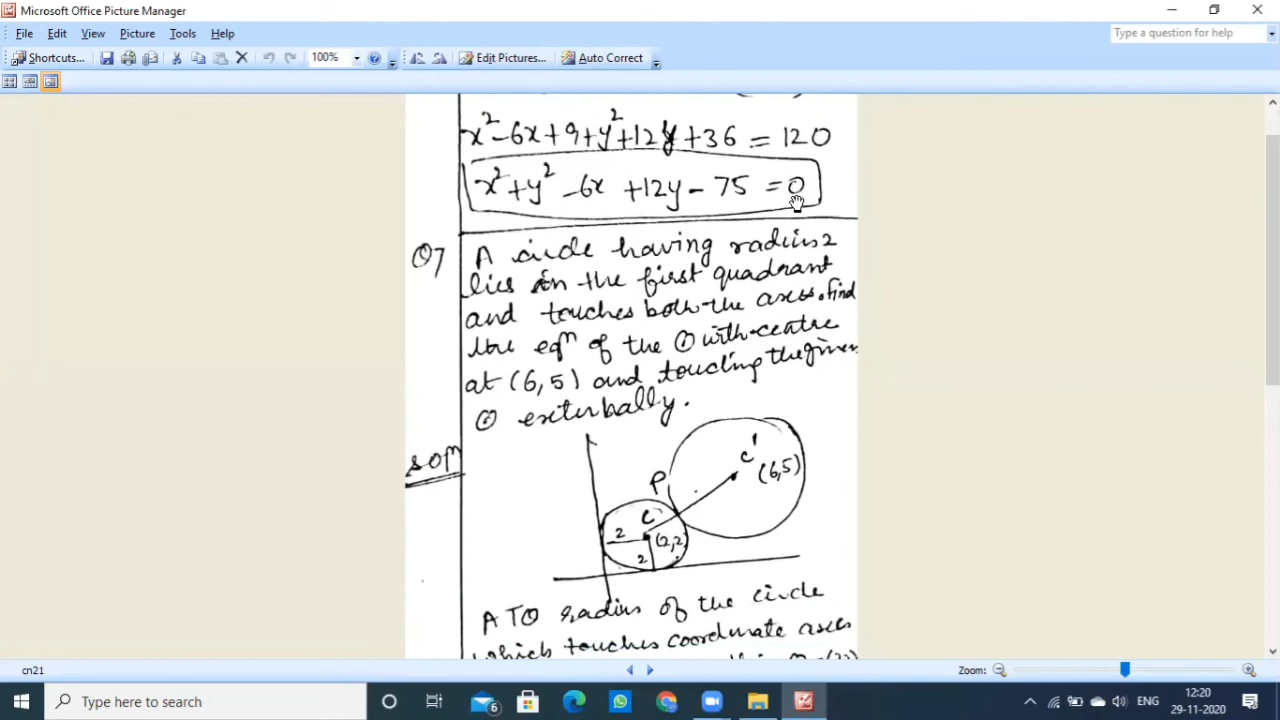 Microsoft Office Picture Manager
File Edit View Picture Tools Help
Type a question for help
Shortcuts... 100% Edit Pictures... Auto Correct
x²-6x+9+y²+12y+36=120
x²+y²-6x+12y-75=0
Q7 A circle having radius 2
lies in the first quadrant
and touches both the axes. find
the eqn of the ⊙ with centre
at (6,5) and touching the given
⊙ exterbally.
Soln
C'
(6,5)
P
C
2 (2,2
2
ATQ radius of the circle
which touches coordinate axes
cn21
Zoom:
Type here to search
6
ENG
12:20
29-11-2020